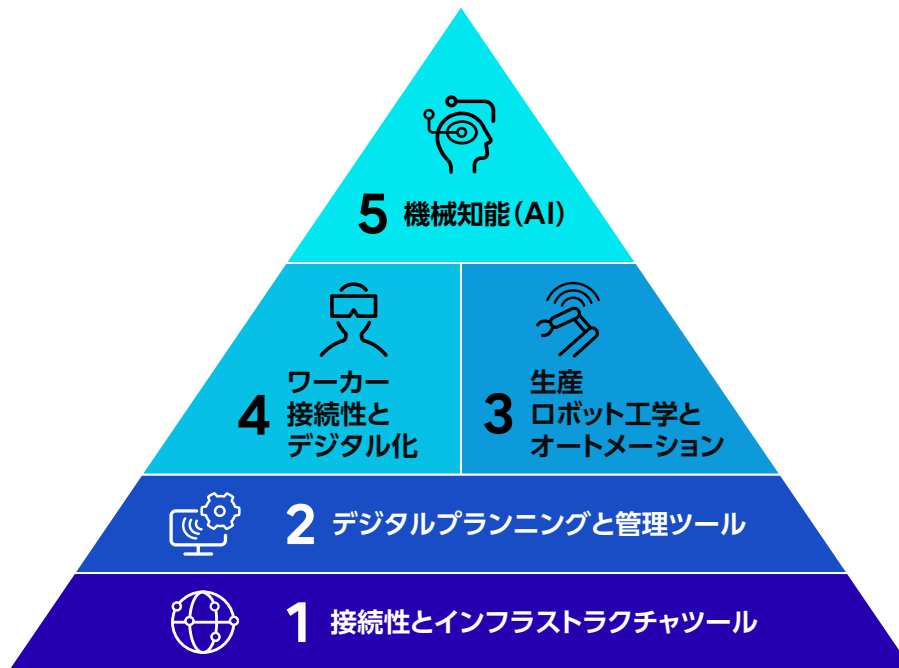 5 機械知能(AI)
4 ワーカー
接続性と
デジタル化
3 生産
ロボット工学と
オートメーション
2 デジタルプランニングと管理ツール
1 接続性とインフラストラクチャツール